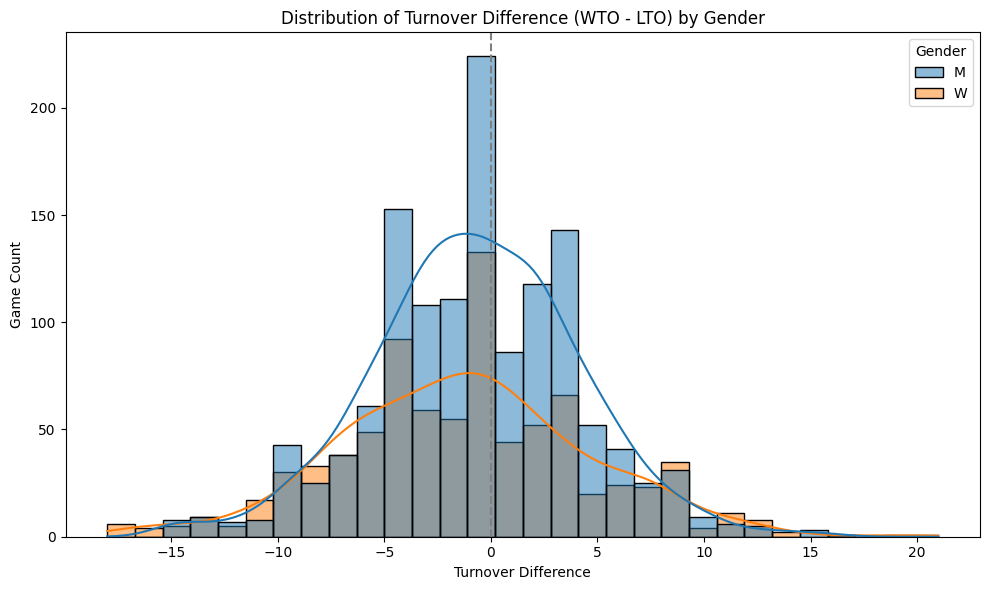 Distribution of Turnover Difference (WTO - LTO) by Gender
Gender
M
W
Game Count
200
150
100
50
0
−15
−10
−5
0
5
10
15
20
Turnover Difference